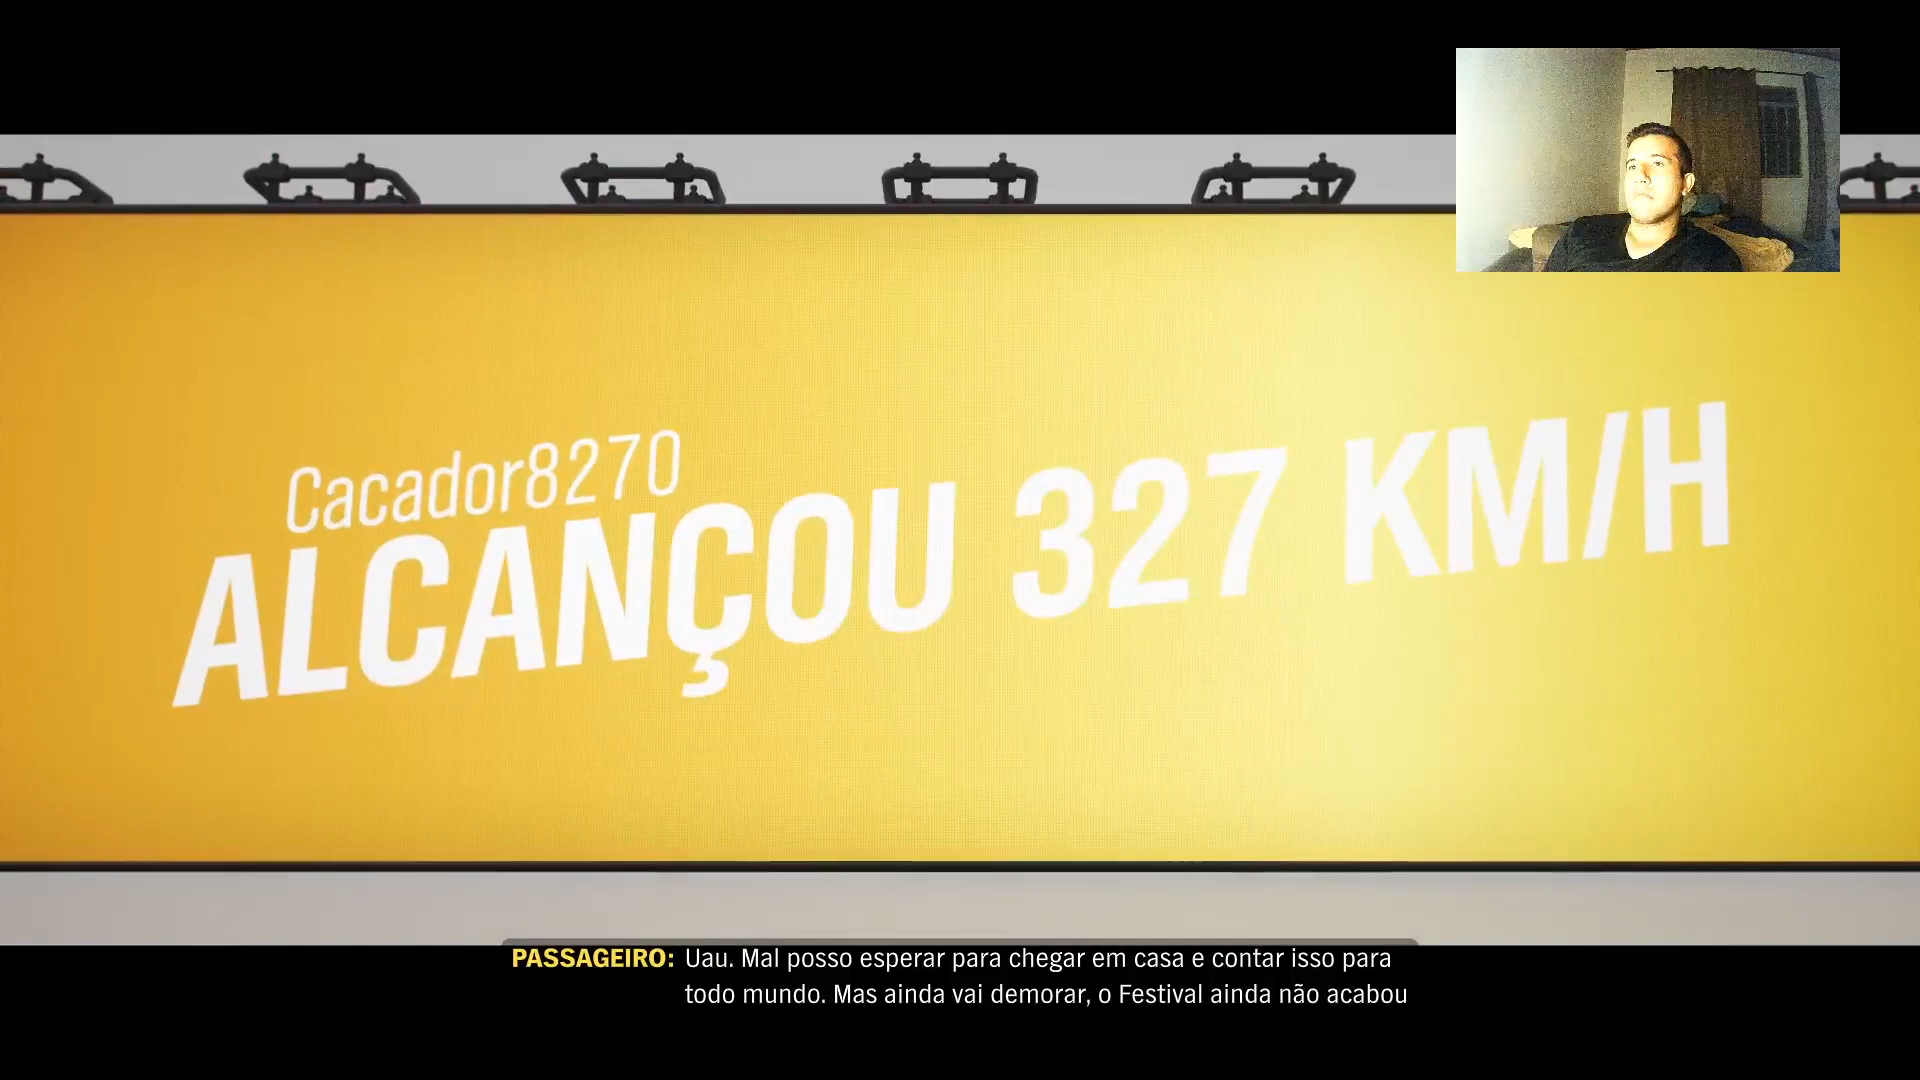 Cacador8270
ALCANÇOU 327 KM/H
PASSAGEIRO: Uau. Mal posso esperar para chegar em casa e contar isso para
todo mundo. Mas ainda vai demorar, o Festival ainda não acabou